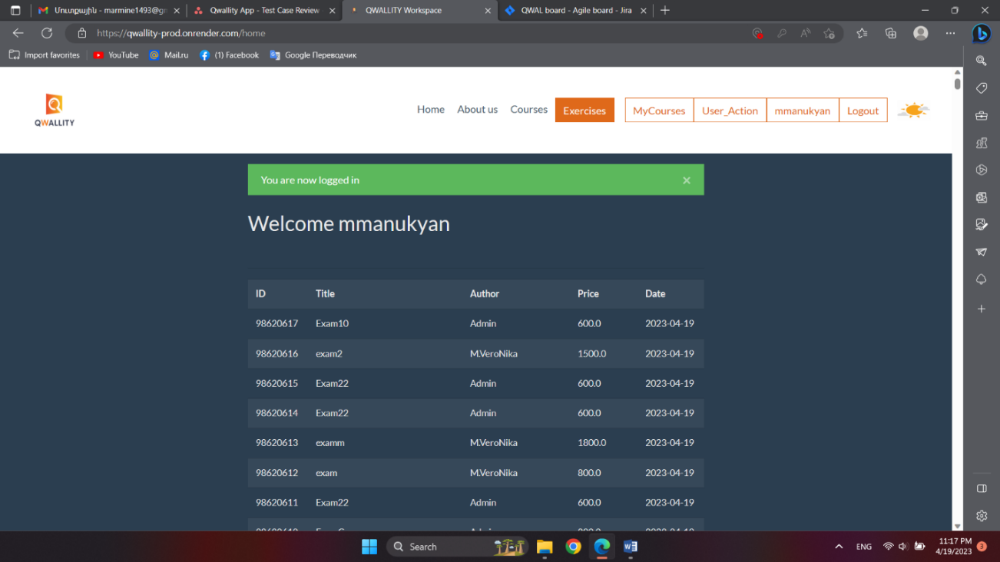 Մուտքային - marmine1493@gm
Qwallity App - Test Case Review
QWALLITY Workspace
QWAL board - Agile board - Jira
https://qwallity-prod.onrender.com/home
Import favorites
YouTube
Mail.ru
(1) Facebook
Google Переводчик
QWALLITY
Home
About us
Courses
Exercises
MyCourses
User_Action
mmanukyan
Logout
You are now logged in
Welcome mmanukyan
ID Title Author Price Date
98620617 Exam10 Admin 600.0 2023-04-19
98620616 exam2 M.VeroNika 1500.0 2023-04-19
98620615 Exam22 Admin 600.0 2023-04-19
98620614 Exam22 Admin 600.0 2023-04-19
98620613 examm M.VeroNika 1800.0 2023-04-19
98620612 exam M.VeroNika 800.0 2023-04-19
98620611 Exam22 Admin 600.0 2023-04-19
Search
ENG
11:17 PM
4/19/2023
3